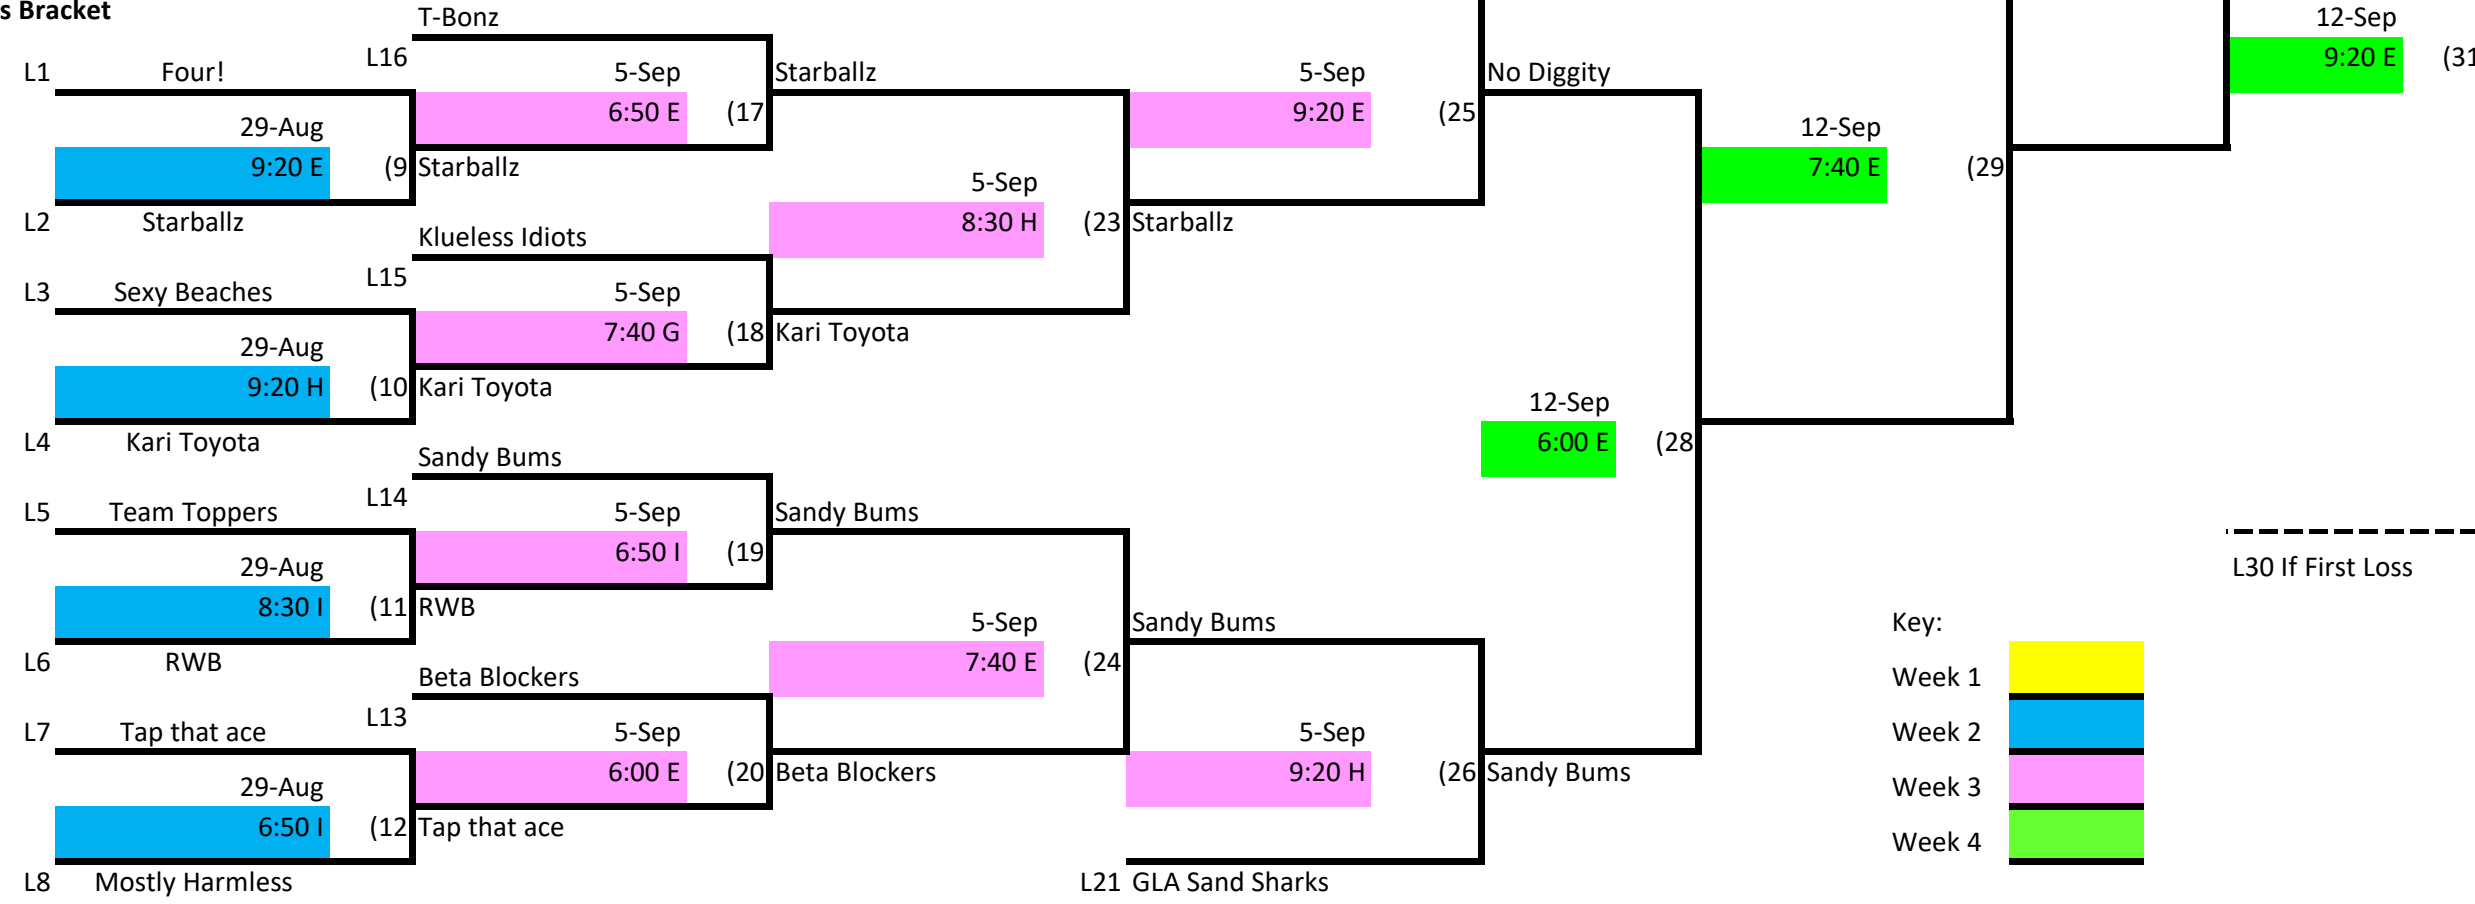 s Bracket
T-Bonz
12-Sep
L16
9:20 E (31
L1 Four!
5-Sep
Starballz
5-Sep
No Diggity
6:50 E (17
9:20 E (25
29-Aug
12-Sep
9:20 E (9
Starballz
7:40 E (29
5-Sep
L2 Starballz
8:30 H (23
Starballz
Klueless Idiots
L15
L3 Sexy Beaches
5-Sep
7:40 G (18
Kari Toyota
29-Aug
9:20 H (10
Kari Toyota
12-Sep
L4 Kari Toyota
6:00 E (28
Sandy Bums
L14
L5 Team Toppers
5-Sep
Sandy Bums
6:50 I (19
29-Aug
L30 If First Loss
8:30 I (11
RWB
5-Sep
Sandy Bums
Key:
L6 RWB
7:40 E (24
Beta Blockers
Week 1
L13
L7 Tap that ace
5-Sep
5-Sep
Week 2
6:00 E (20
Beta Blockers
9:20 H (26
Sandy Bums
29-Aug
Week 3
6:50 I (12
Tap that ace
Week 4
L8 Mostly Harmless
L21 GLA Sand Sharks